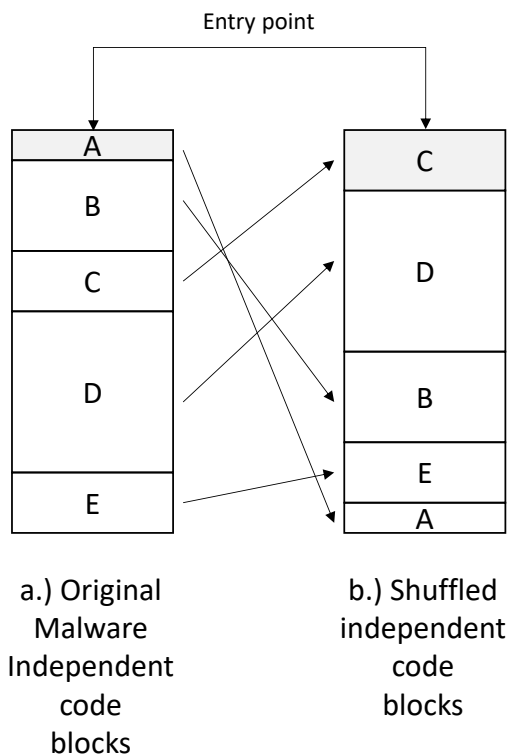 Entry point
A
B
C
D
E
C
D
B
E
A
a.) Original
Malware
Independent
code
blocks
b.) Shuffled
independent
code
blocks